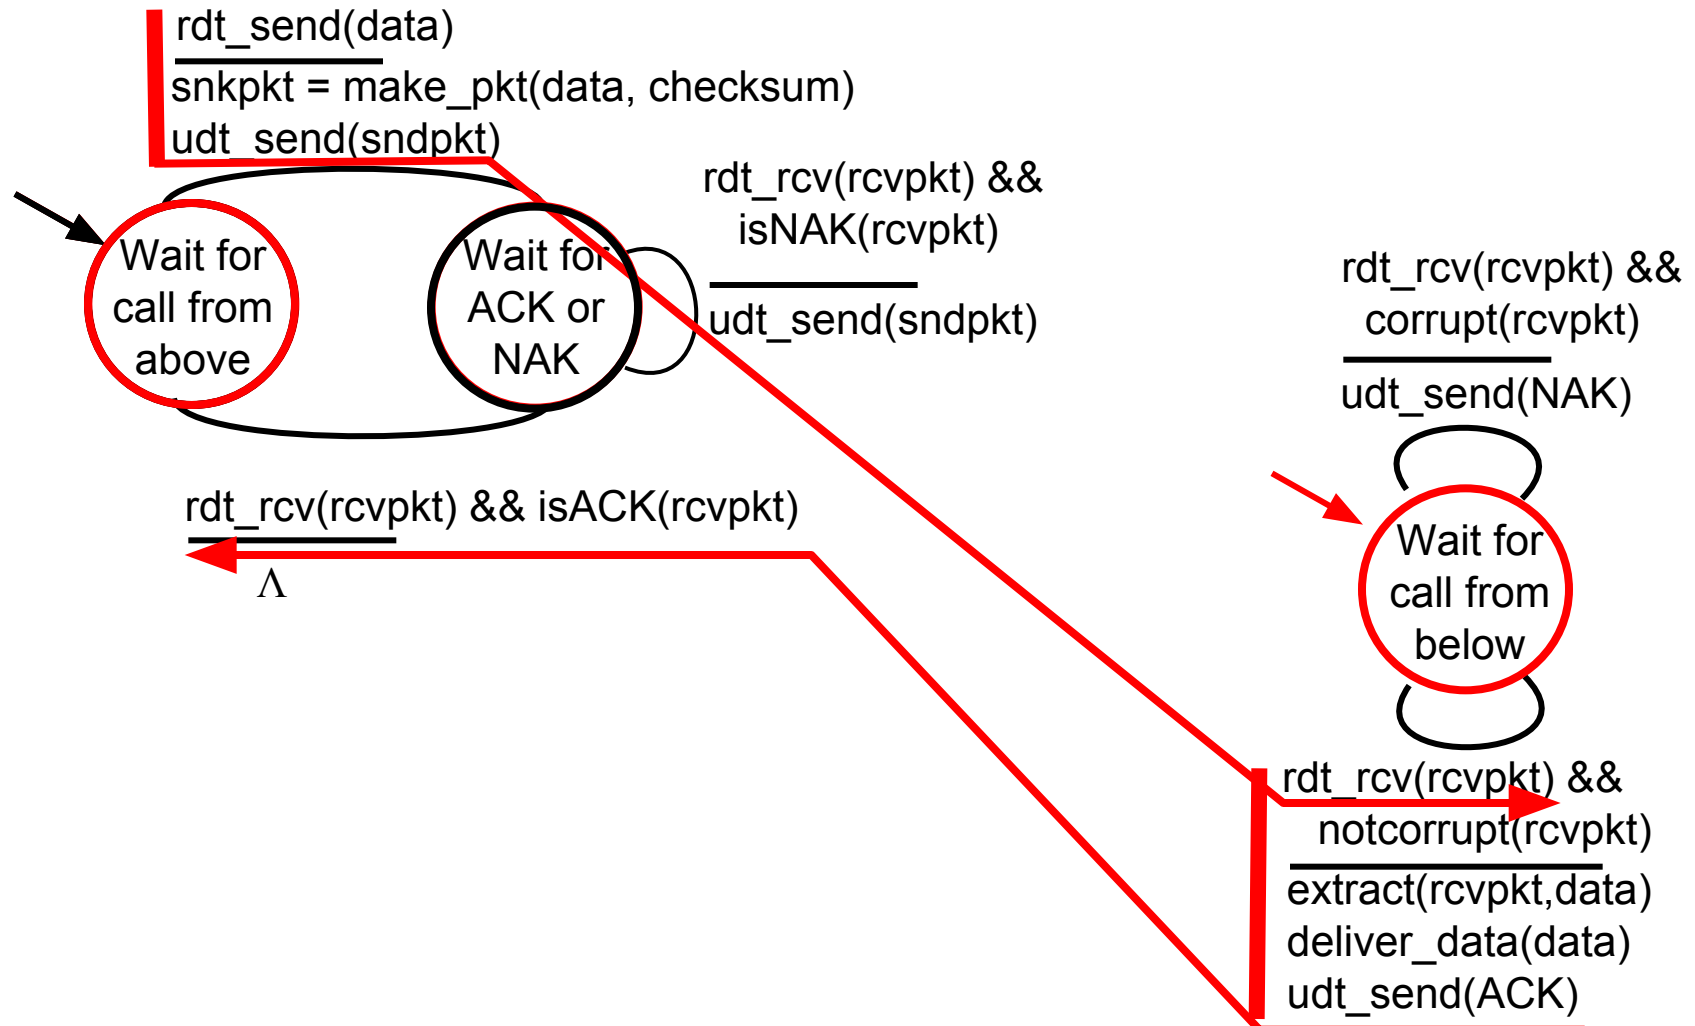 rdt_send(data)
snkpkt = make_pkt(data, checksum)
udt_send(sndpkt)
Wait for
call from
above
Wait for
ACK or
NAK
rdt_rcv(rcvpkt) &&
isNAK(rcvpkt)
udt_send(sndpkt)
rdt_rcv(rcvpkt) && isACK(rcvpkt)
Λ
rdt_rcv(rcvpkt) &&
corrupt(rcvpkt)
udt_send(NAK)
Wait for
call from
below
rdt_rcv(rcvpkt) &&
notcorrupt(rcvpkt)
extract(rcvpkt,data)
deliver_data(data)
udt_send(ACK)